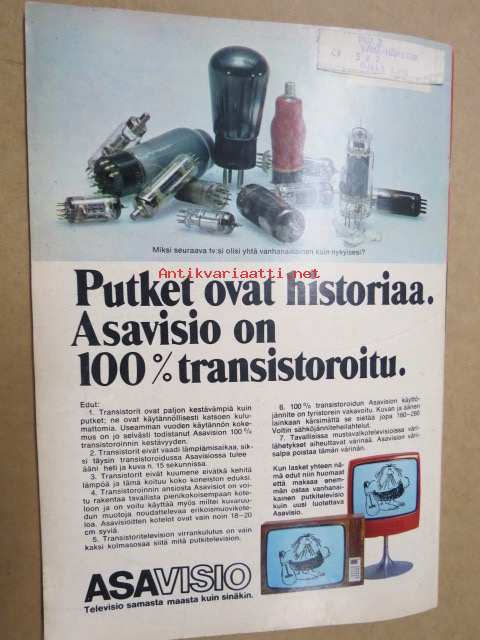 Miksi seuraava tv:si olisi yhtä vanhanaikainen kuin nykyisesi?
Antikvariaatti.net
Putket ovat historiaa.
Asavisio on
100 % transistoroitu.
Edut:
1. Transistorit ovat paljon kestävämpiä kuin
putket; ne ovat käytännöllisesti katsoen kulu-
mattomia. Useamman vuoden käytännön koke-
mus on jo selvästi todistanut Asavision 100 %
transistoroinnin kestävyyden.
2. Transistorit eivät vaadi lämpiämisaikaa, sik-
si täysin transistoroidussa Asavisiossa tulee
ääni heti ja kuva n. 15 sekunnissa.
3. Transistorit eivät kuumene eivätkä kehitä
lämpöä ja tämä koituu koko koneiston eduksi.
4. Transistoroinnin ansiosta Asavisio on voi-
tu rakentaa tavallista pienikokoisempaan kote-
loon ja on voitu käyttää myös miltei kuvaruu-
dun muotoja noudattelevaa erikoismuovikote-
loa. Asavisioitten kotelot ovat vain noin 18–20
cm syviä.
5. Transistoritelevision virrankulutus on vain
kaksi kolmasosaa siitä mitä putkitelevision.
6. 100 % transistoroidun Asavision käyttö-
jännite on tyristorein vakavoitu. Kuvan ja äänen
lainkaan kärsimättä se sietää jopa 160–260
Voltin sähköjännitteheilahtelut.
7. Tavallisissa mustavalkotelevisioissa väri-
lähetykset aiheuttavat värinää. Asavision väri-
salpa poistaa tämän värinän.
Kun lasket yhteen nä-
mä edut niin huomaat
että maksaa enem-
män ostaa vanhanai-
kainen putkitelevisio
kuin uusi luotettava
Asavisio.
ASAVISIO
Televisio samasta maasta kuin sinäkin.